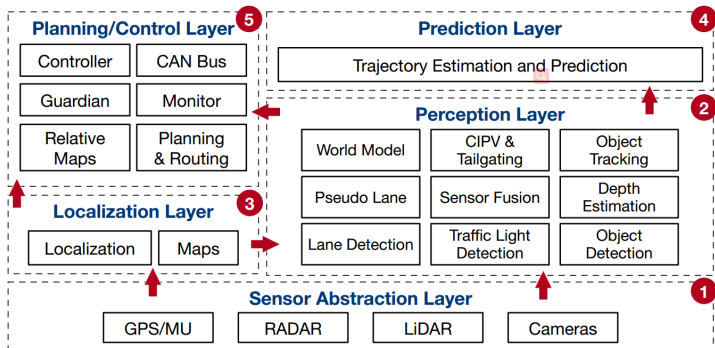 Planning/Control Layer
5
Controller
CAN Bus
Guardian
Monitor
Relative
Maps
Planning
& Routing
Prediction Layer
4
Trajectory Estimation and Prediction
Perception Layer
2
World Model
CIPV &
Tailgating
Object
Tracking
Pseudo Lane
Sensor Fusion
Depth
Estimation
Lane Detection
Traffic Light
Detection
Object
Detection
Localization Layer
3
Localization
Maps
Sensor Abstraction Layer
1
GPS/MU
RADAR
LiDAR
Cameras